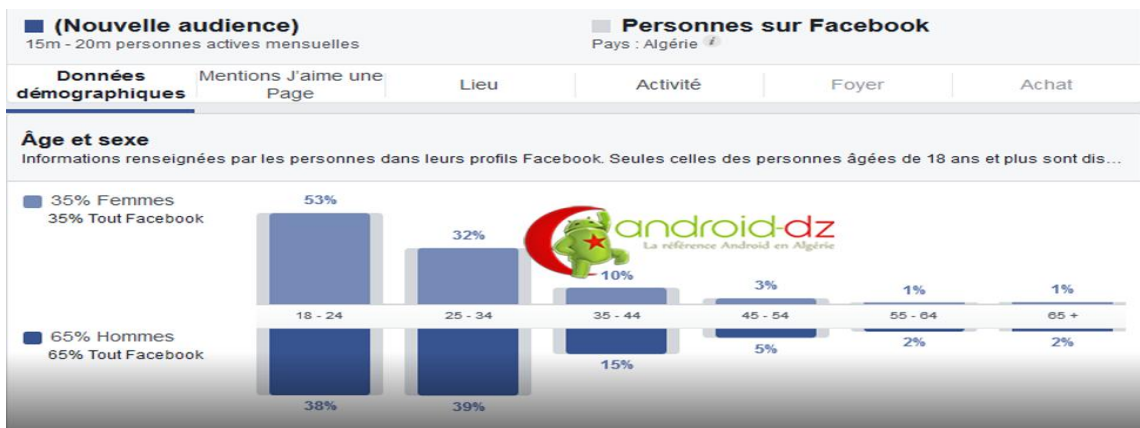 (Nouvelle audience)
15m - 20m personnes actives mensuelles
Personnes sur Facebook
Pays : Algérie i
Données démographiques
Mentions J'aime une Page
Lieu
Activité
Foyer
Achat
Âge et sexe
Informations renseignées par les personnes dans leurs profils Facebook. Seules celles des personnes âgées de 18 ans et plus sont dis...
35% Femmes
35% Tout Facebook
53%
32%
10%
3%
1%
1%
android-dz
La référence Android en Algérie
18 - 24
25 - 34
35 - 44
45 - 54
55 - 64
65 +
65% Hommes
65% Tout Facebook
38%
39%
15%
5%
2%
2%